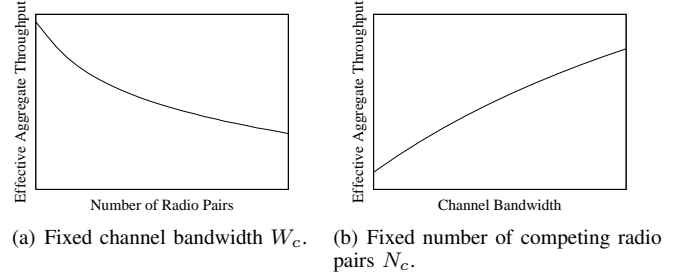 Effective Aggregate Throughput
Number of Radio Pairs
(a) Fixed channel bandwidth W_c.
Effective Aggregate Throughput
Channel Bandwidth
(b) Fixed number of competing radio
pairs N_c.